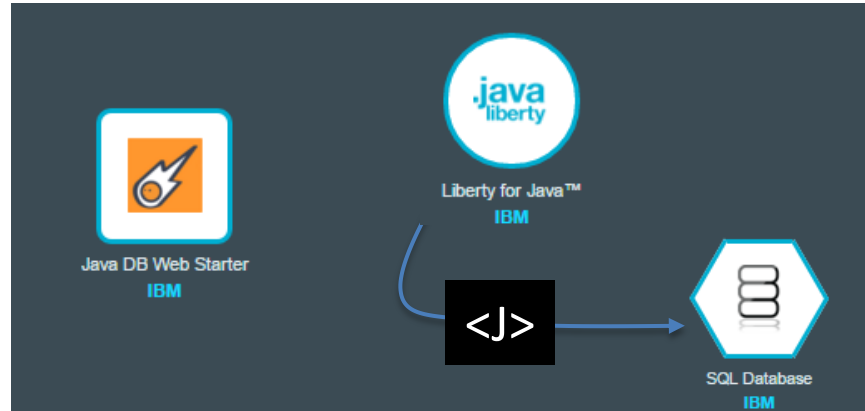 .java
liberty
Liberty for Java™
IBM
Java DB Web Starter
IBM
<J>
SQL Database
IBM